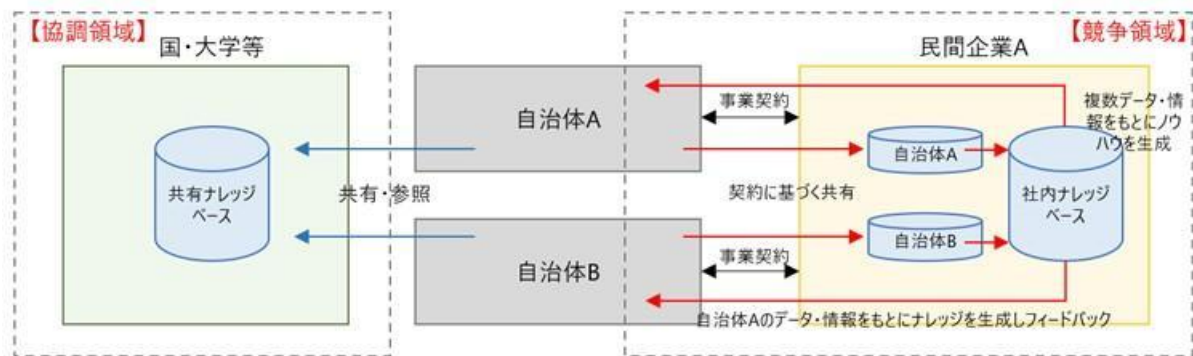 【協調領域】
国・大学等
共有ナレッジ
ベース
共有・参照
自治体A
自治体B
【競争領域】
民間企業A
事業契約
契約に基づく共有
事業契約
自治体A
自治体B
社内ナレッジ
ベース
複数データ・情
報をもとにノウ
ハウを生成
自治体Aのデータ・情報をもとにナレッジを生成しフィードバック